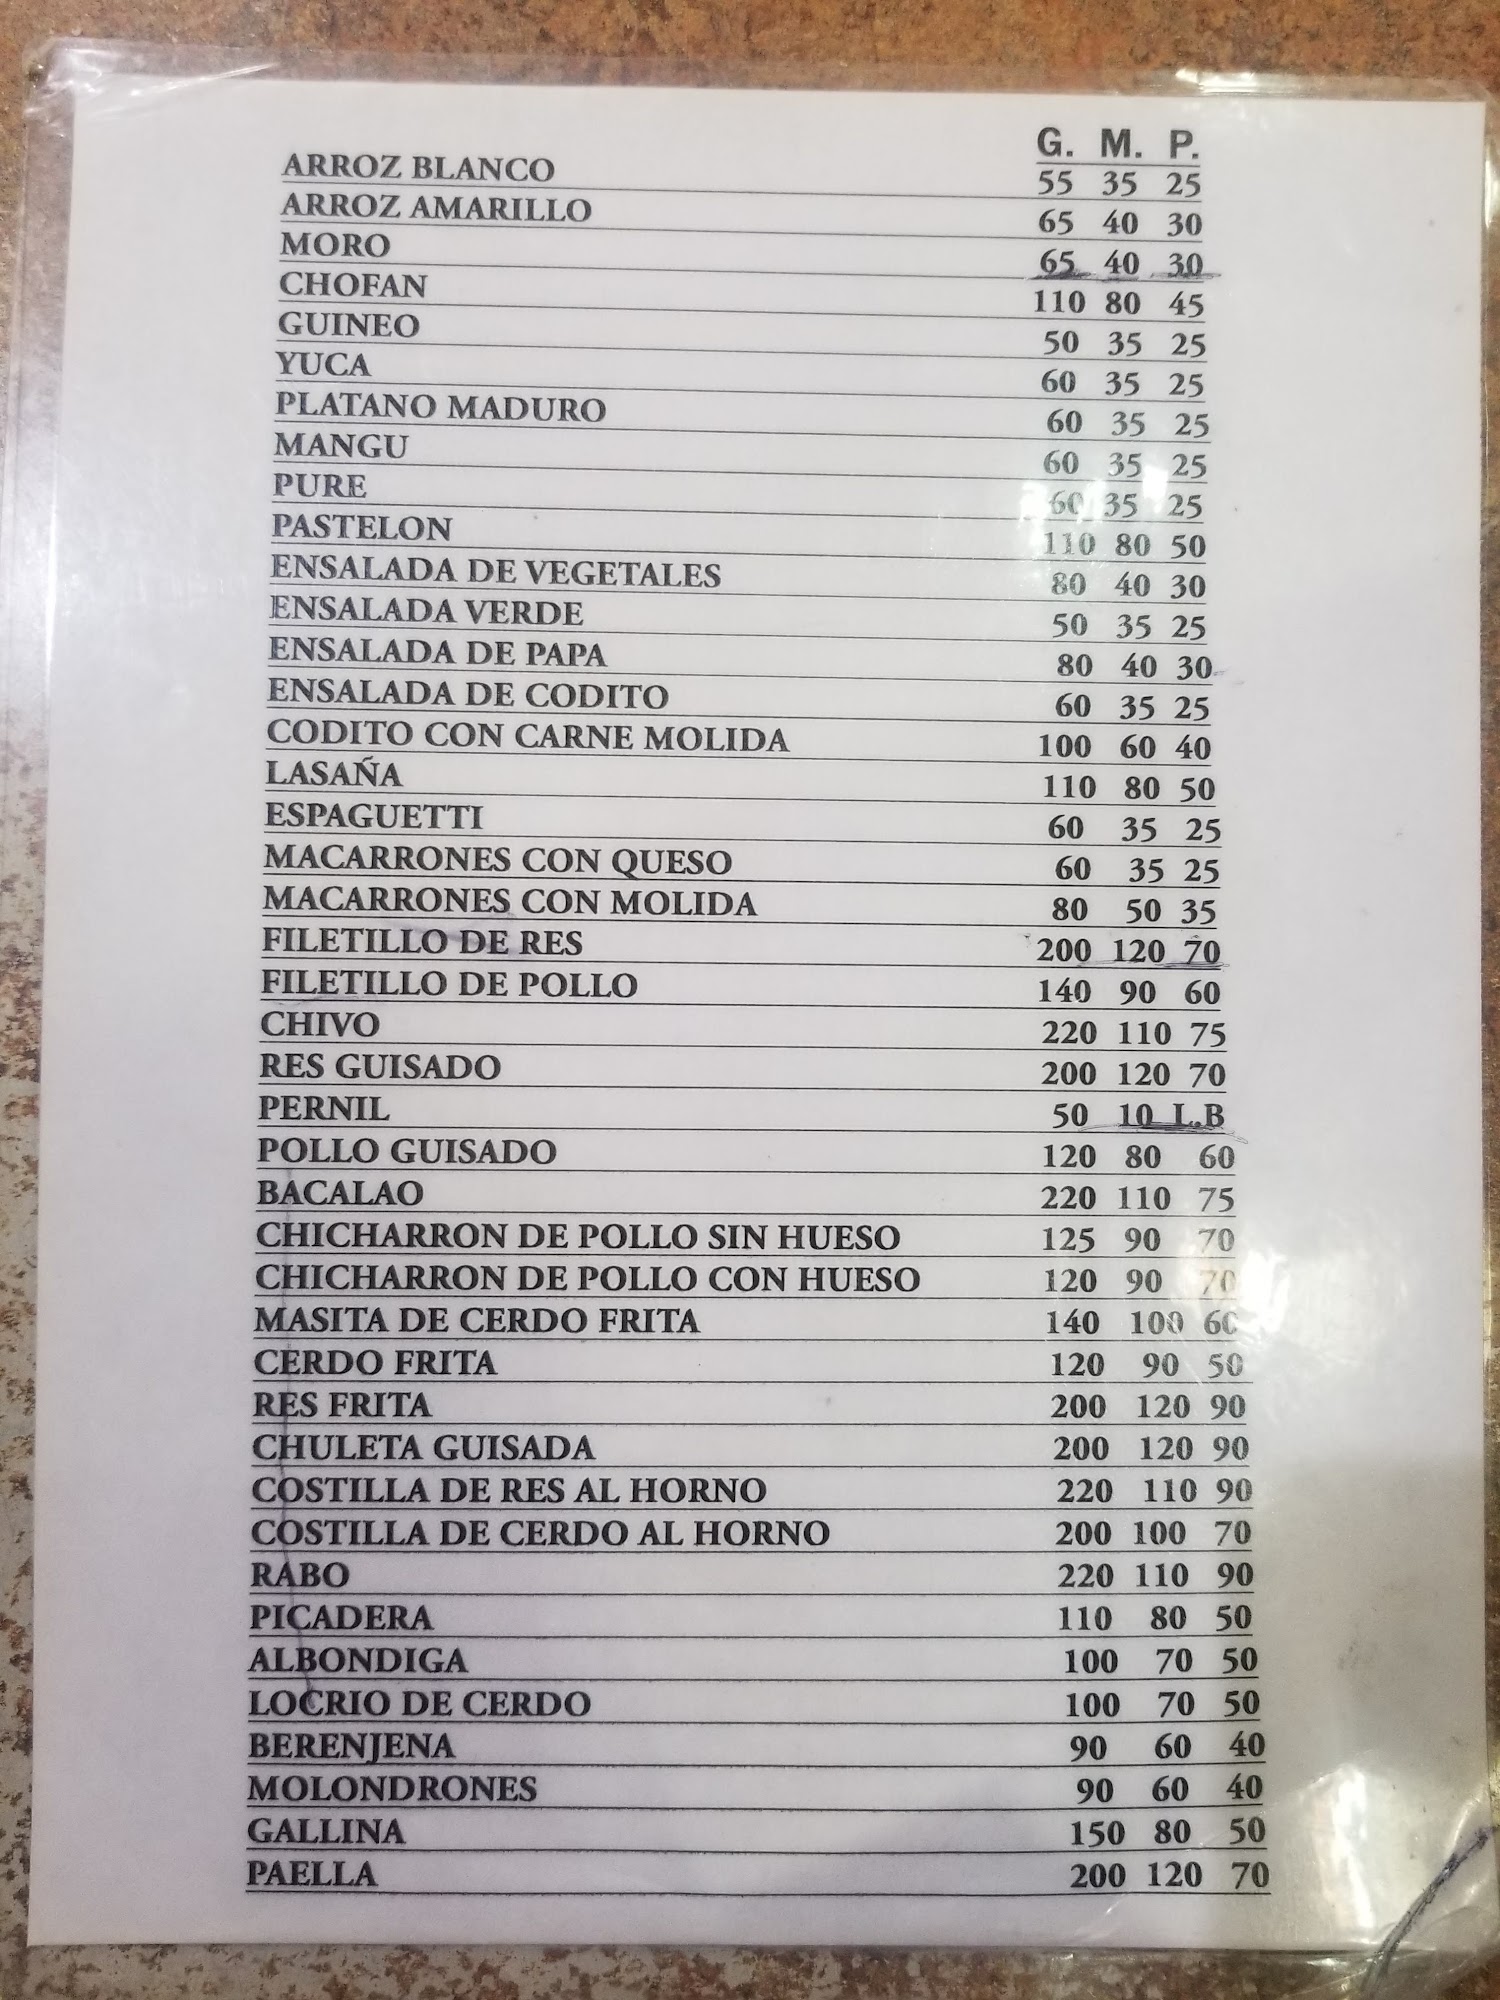 G. M. P.
ARROZ BLANCO 55 35 25
ARROZ AMARILLO 65 40 30
MORO 65 40 30
CHOFAN 110 80 45
GUINEO 50 35 25
YUCA 60 35 25
PLATANO MADURO 60 35 25
MANGU 60 35 25
PURE 60 35 25
PASTELON 110 80 50
ENSALADA DE VEGETALES 80 40 30
ENSALADA VERDE 50 35 25
ENSALADA DE PAPA 80 40 30
ENSALADA DE CODITO 60 35 25
CODITO CON CARNE MOLIDA 100 60 40
LASAÑA 110 80 50
ESPAGUETTI 60 35 25
MACARRONES CON QUESO 60 35 25
MACARRONES CON MOLIDA 80 50 35
FILETILLO DE RES 200 120 70
FILETILLO DE POLLO 140 90 60
CHIVO 220 110 75
RES GUISADO 200 120 70
PERNIL 50 10 L.B
POLLO GUISADO 120 80 60
BACALAO 220 110 75
CHICHARRON DE POLLO SIN HUESO 125 90 70
CHICHARRON DE POLLO CON HUESO 120 90 70
MASITA DE CERDO FRITA 140 100 60
CERDO FRITA 120 90 50
RES FRITA 200 120 90
CHULETA GUISADA 200 120 90
COSTILLA DE RES AL HORNO 220 110 90
COSTILLA DE CERDO AL HORNO 200 100 70
RABO 220 110 90
PICADERA 110 80 50
ALBONDIGA 100 70 50
LOCRIO DE CERDO 100 70 50
BERENJENA 90 60 40
MOLONDRONES 90 60 40
GALLINA 150 80 50
PAELLA 200 120 70